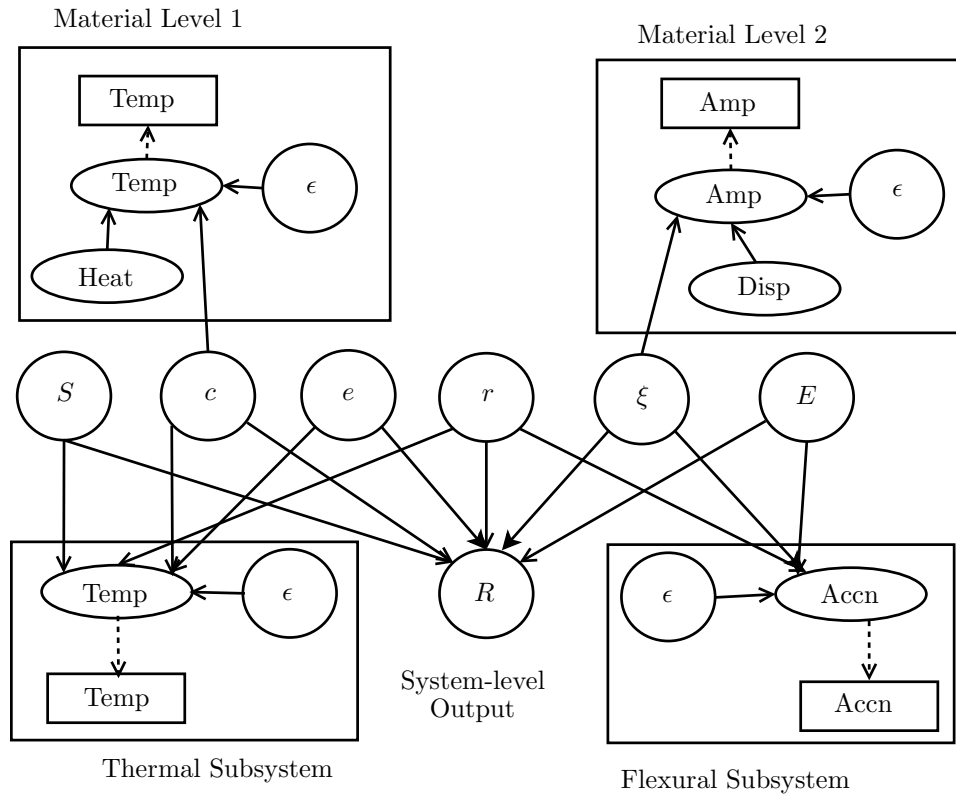 Material Level 1
Material Level 2
Temp
Temp
ϵ
Heat
Amp
Amp
ϵ
Disp
S
c
e
r
ξ
E
Temp
ϵ
Temp
R
System-level
Output
ϵ
Accn
Accn
Thermal Subsystem
Flexural Subsystem